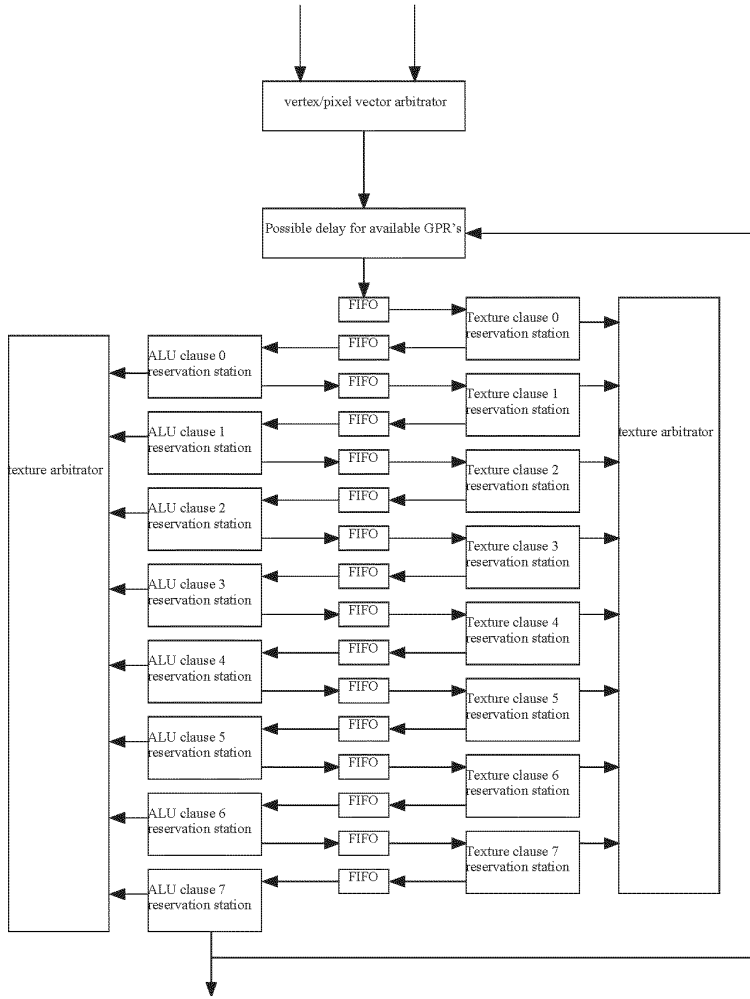 vertex/pixel vector arbitrator
Possible delay for available GPR's
FIFO
Texture clause 0
reservation station
FIFO
ALU clause 0
reservation station
FIFO
Texture clause 1
reservation station
FIFO
ALU clause 1
reservation station
texture arbitrator
texture arbitrator
FIFO
Texture clause 2
reservation station
FIFO
ALU clause 2
reservation station
FIFO
Texture clause 3
reservation station
FIFO
ALU clause 3
reservation station
FIFO
Texture clause 4
reservation station
FIFO
ALU clause 4
reservation station
FIFO
Texture clause 5
reservation station
FIFO
ALU clause 5
reservation station
FIFO
Texture clause 6
reservation station
FIFO
ALU clause 6
reservation station
FIFO
Texture clause 7
reservation station
FIFO
ALU clause 7
reservation station